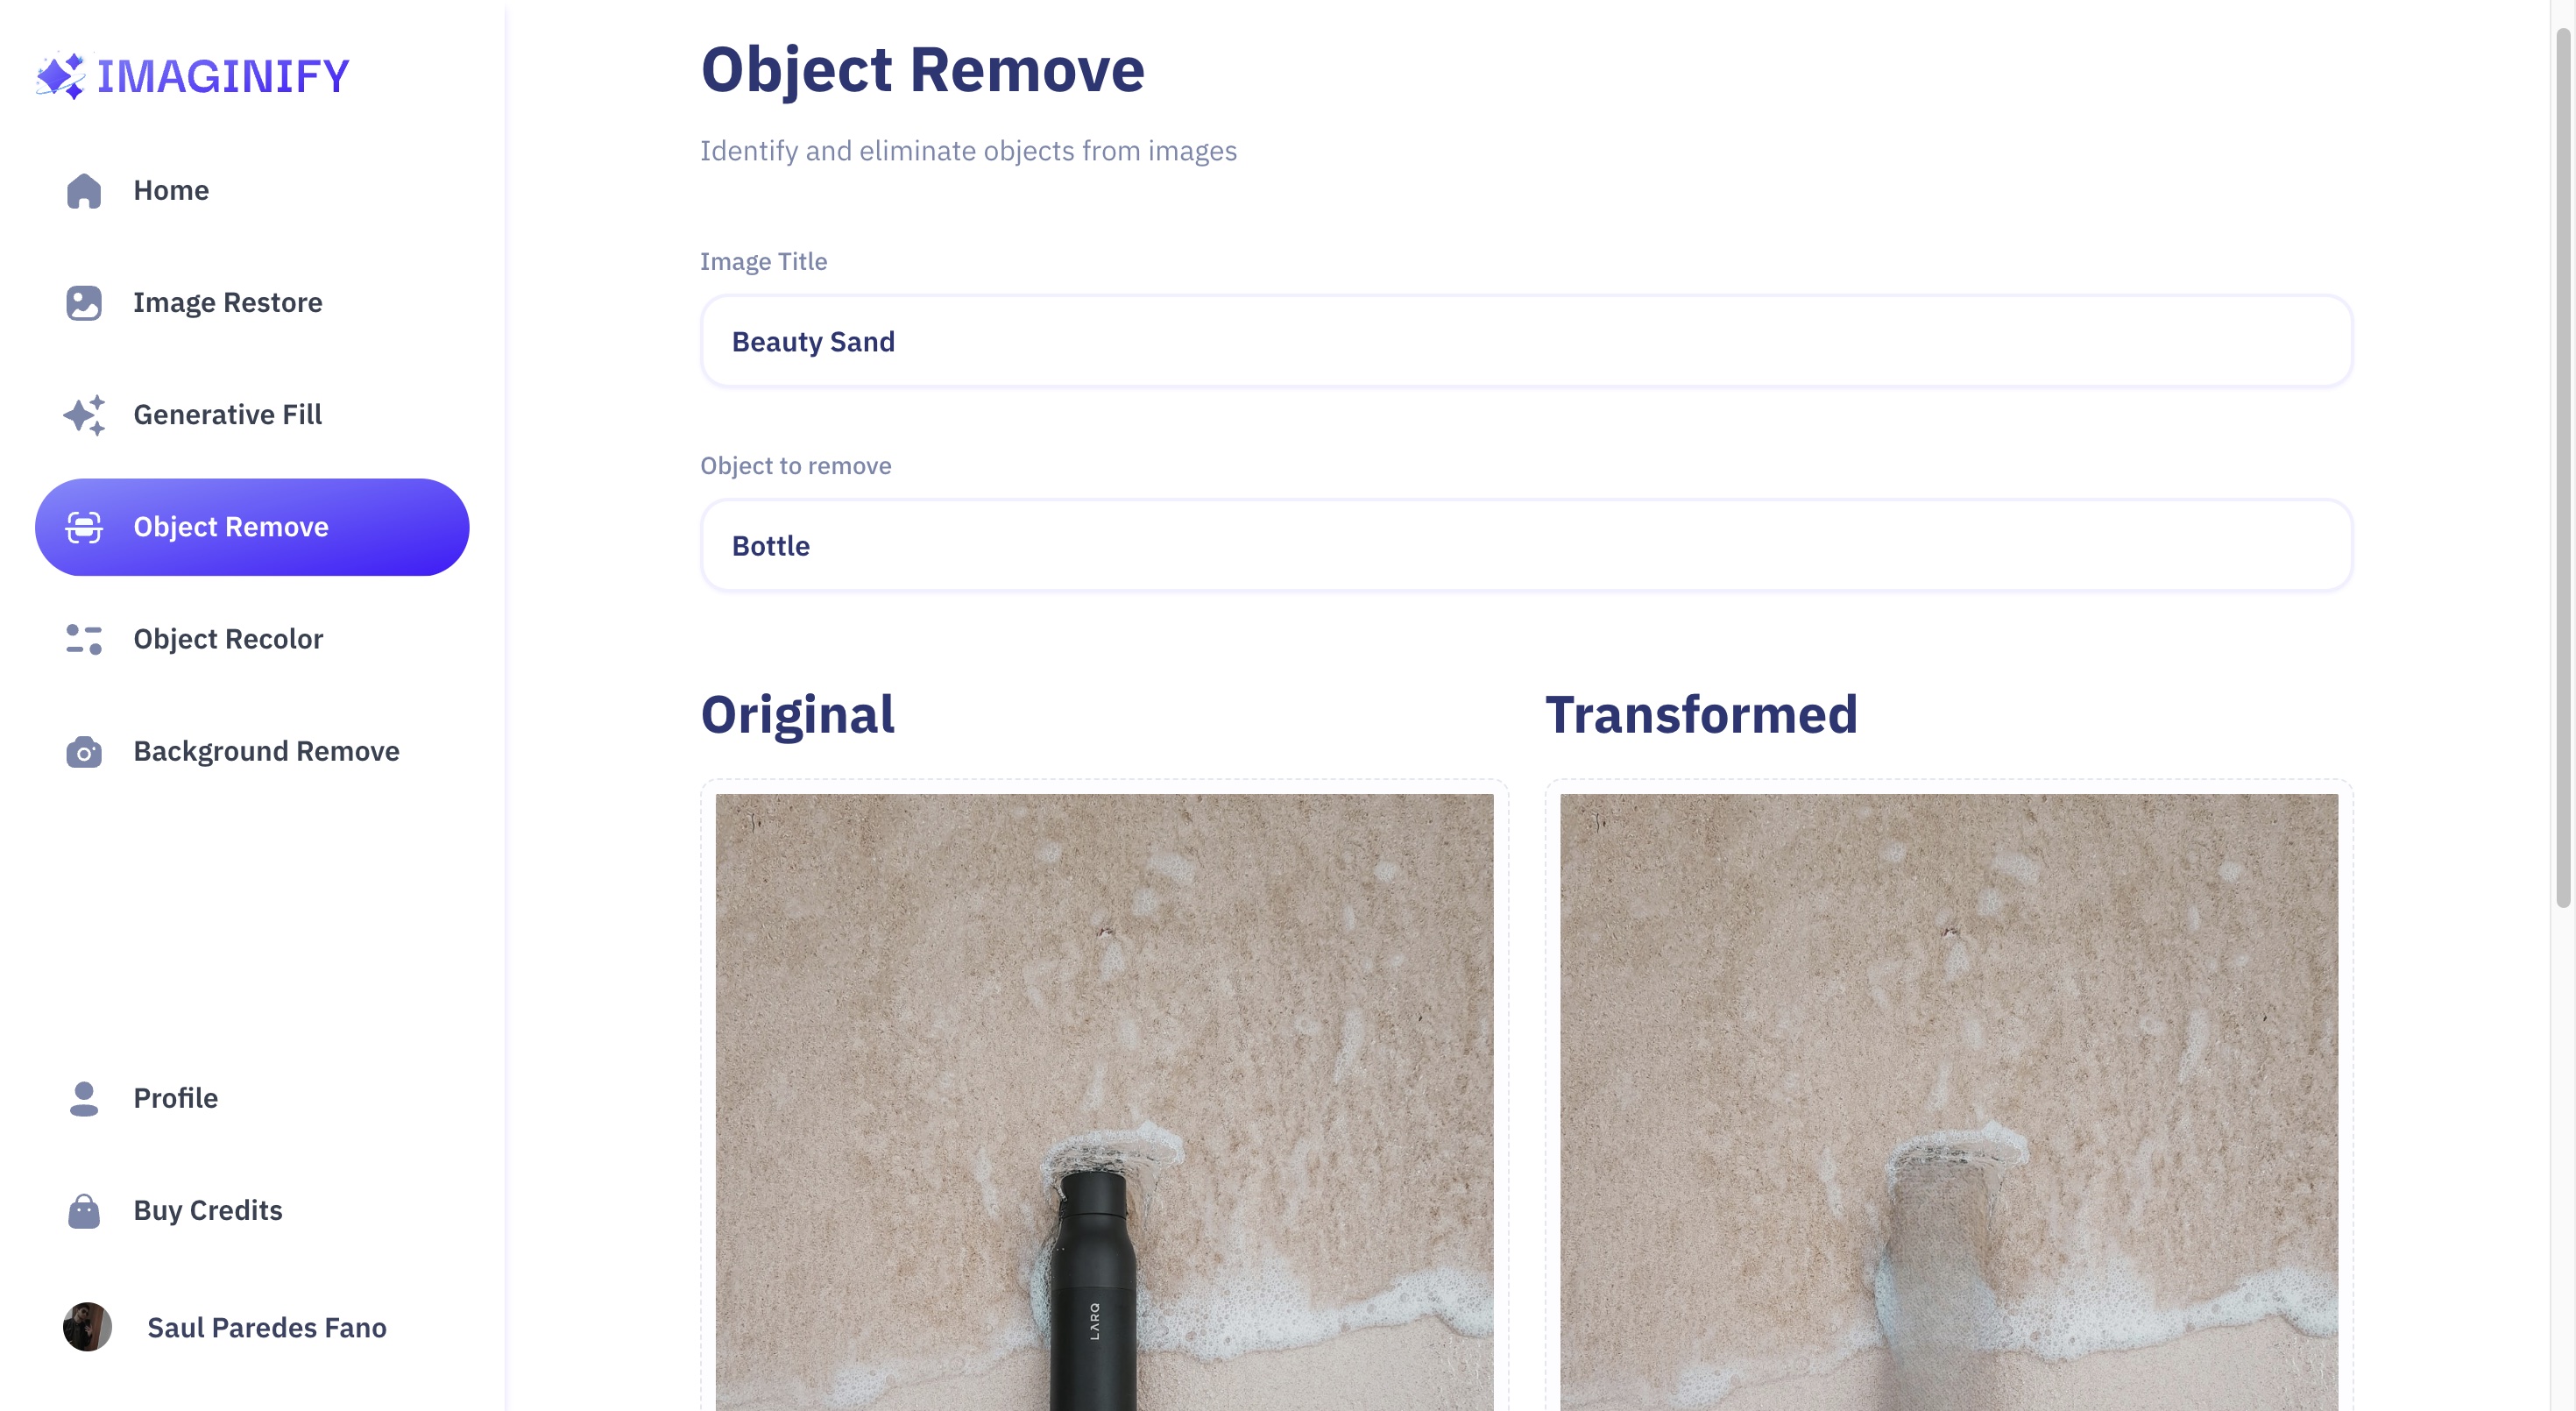 IMAGINIFY
Home
Image Restore
Generative Fill
Object Remove
Object Recolor
Background Remove
Profile
Buy Credits
Saul Paredes Fano
Object Remove
Identify and eliminate objects from images
Image Title
Beauty Sand
Object to remove
Bottle
Original
Transformed
LARQ